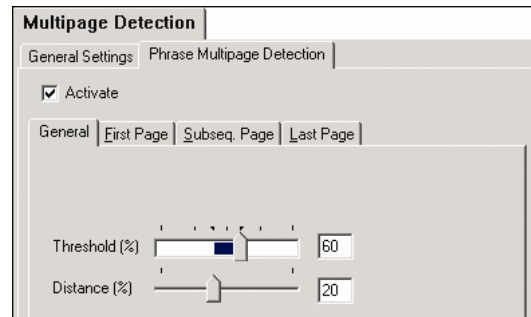 Multipage Detection
General Settings Phrase Multipage Detection
Activate
General First Page Subseq. Page Last Page
Threshold (%) 60
Distance (%) 20